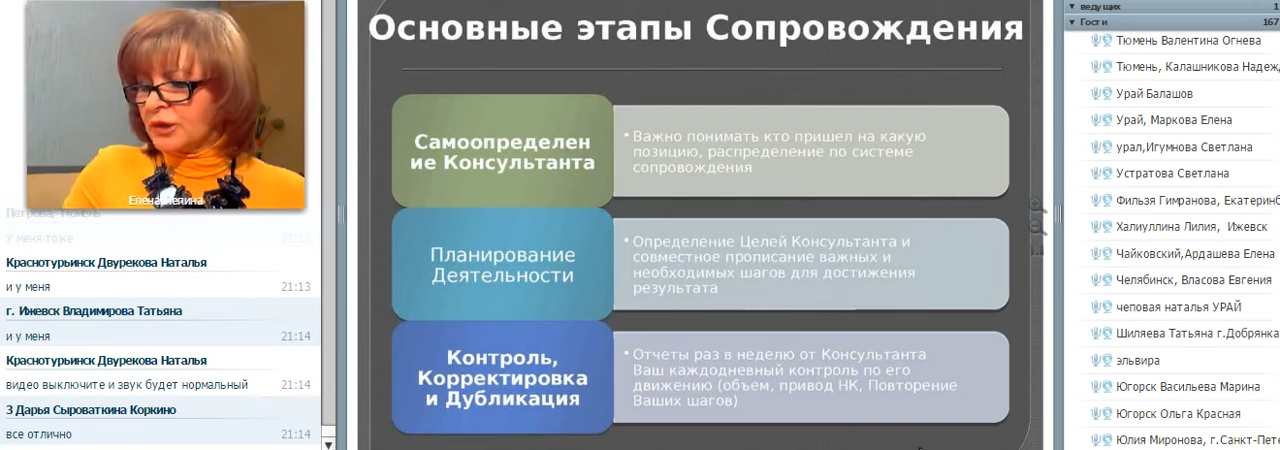 Елена
Петрова, Тюмень
У меня тоже 21:13
Краснотурьинск Двурекова Наталья
и у меня 21:13
г. Ижевск Владимирова Татьяна
и у меня 21:14
Краснотурьинск Двурекова Наталья
видео выключите и звук будет нормальный 21:14
3 Дарья Сыроваткина Коркино
все отлично 21:14
Основные этапы Сопровождения
Самоопределен
ие Консультанта
• Важно понимать кто пришел на какую
позицию, распределение по системе
сопровождения
Планирование
Деятельности
• Определение Целей Консультанта и
совместное прописание важных и
необходимых шагов для достижения
результата
Контроль,
Корректировка
и Дубликация
• Отчеты раз в неделю от Консультанта
Ваш каждодневный контроль по его
движению (объем, привод НК, Повторение
Ваших шагов)
ведущих 1
Гости 167
Тюмень Валентина Огнева
Тюмень, Калашникова Надеж
Урай Балашов
Урай, Маркова Елена
урал,Игумнова Светлана
Устратова Светлана
Фильзя Гимранова, Екатеринб
Халиуллина Лилия, Ижевск
Чайковский,Ардашева Елена
Челябинск, Власова Евгения
чеповая наталья УРАЙ
Шиляева Татьяна г.Добрянка
эльвира
Югорск Васильева Марина
Югорск Ольга Красная
Юлия Миронова, г.Санкт-Пете